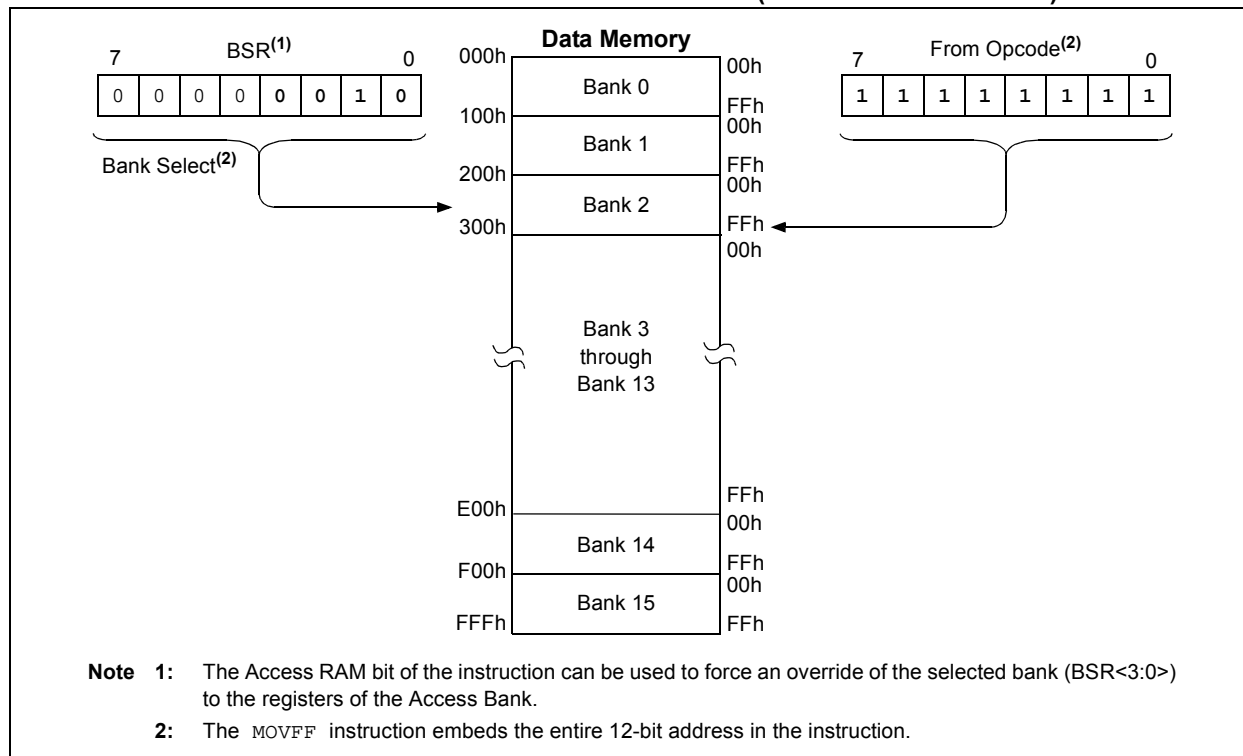 Data Memory
7 BSR(1) 0
0 0 0 0 0 0 1 0
Bank Select(2)
000h
100h
200h
300h
E00h
F00h
FFFh
Bank 0
Bank 1
Bank 2
Bank 3
through
Bank 13
Bank 14
Bank 15
00h
FFh
00h
FFh
00h
FFh
00h
FFh
00h
FFh
00h
FFh
7 From Opcode(2) 0
1 1 1 1 1 1 1 1
Note 1: The Access RAM bit of the instruction can be used to force an override of the selected bank (BSR<3:0>)
to the registers of the Access Bank.
2: The MOVFF instruction embeds the entire 12-bit address in the instruction.